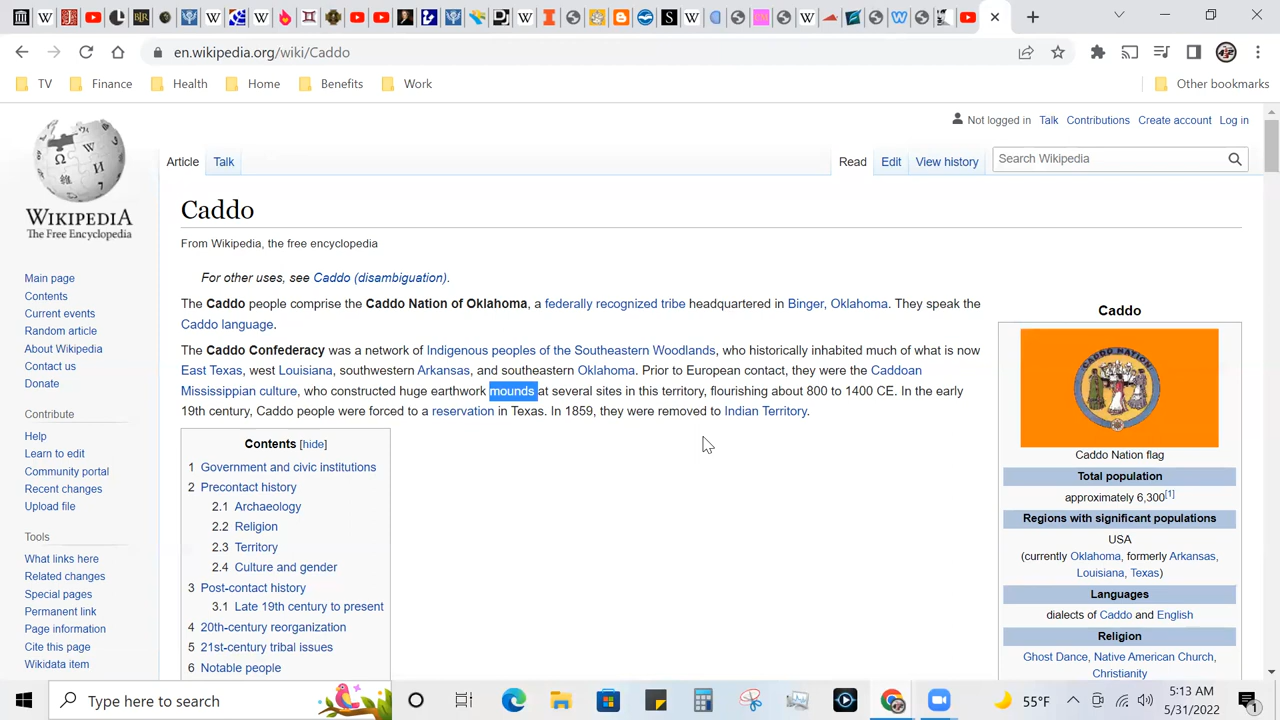 en.wikipedia.org/wiki/Caddo
TV Finance Health Home Benefits Work Other bookmarks
Not logged in Talk Contributions Create account Log in
Article Talk Read Edit View history Search Wikipedia
WIKIPEDIA
The Free Encyclopedia
Main page
Contents
Current events
Random article
About Wikipedia
Contact us
Donate
Contribute
Help
Learn to edit
Community portal
Recent changes
Upload file
Tools
What links here
Related changes
Special pages
Permanent link
Page information
Cite this page
Wikidata item
Caddo
From Wikipedia, the free encyclopedia
For other uses, see Caddo (disambiguation).
The Caddo people comprise the Caddo Nation of Oklahoma, a federally recognized tribe headquartered in Binger, Oklahoma. They speak the
Caddo language.
The Caddo Confederacy was a network of Indigenous peoples of the Southeastern Woodlands, who historically inhabited much of what is now
East Texas, west Louisiana, southwestern Arkansas, and southeastern Oklahoma. Prior to European contact, they were the Caddoan
Mississippian culture, who constructed huge earthwork mounds at several sites in this territory, flourishing about 800 to 1400 CE. In the early
19th century, Caddo people were forced to a reservation in Texas. In 1859, they were removed to Indian Territory.
Contents [hide]
1 Government and civic institutions
2 Precontact history
2.1 Archaeology
2.2 Religion
2.3 Territory
2.4 Culture and gender
3 Post-contact history
3.1 Late 19th century to present
4 20th-century reorganization
5 21st-century tribal issues
6 Notable people
Caddo
CADDO NATION
Caddo Nation flag
Total population
approximately 6,300[1]
Regions with significant populations
USA
(currently Oklahoma, formerly Arkansas,
Louisiana, Texas)
Languages
dialects of Caddo and English
Religion
Ghost Dance, Native American Church,
Christianity
Type here to search
55°F
5:13 AM
5/31/2022
1